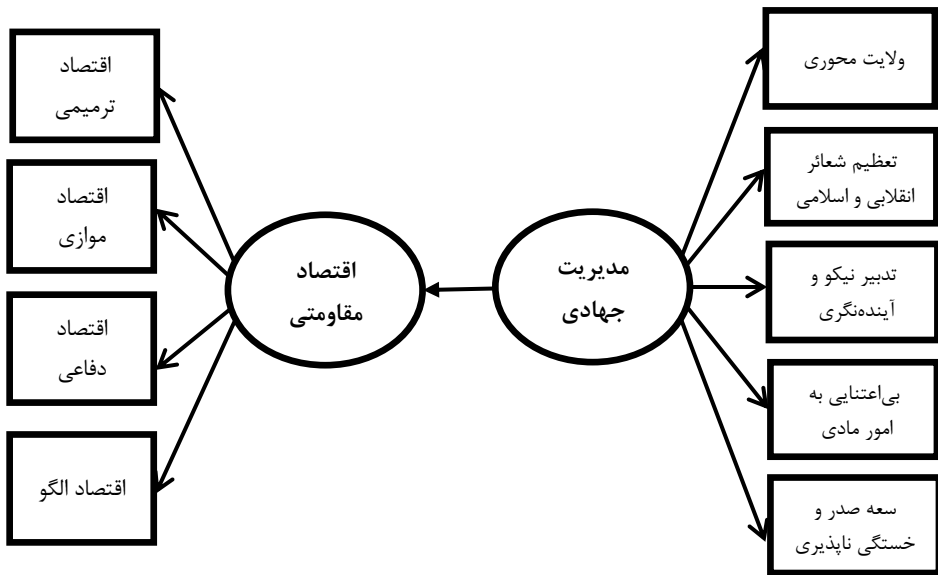 ولایت محوری
تعظیم شعائر
انقلابی و اسلامی
تدبیر نیکو و
آینده‌نگری
بی‌اعتنایی به
امور مادی
سعه صدر و
خستگی ناپذیری
مدیریت
جهادی
اقتصاد
مقاومتی
اقتصاد
ترمیمی
اقتصاد
موازی
اقتصاد
دفاعی
اقتصاد الگو